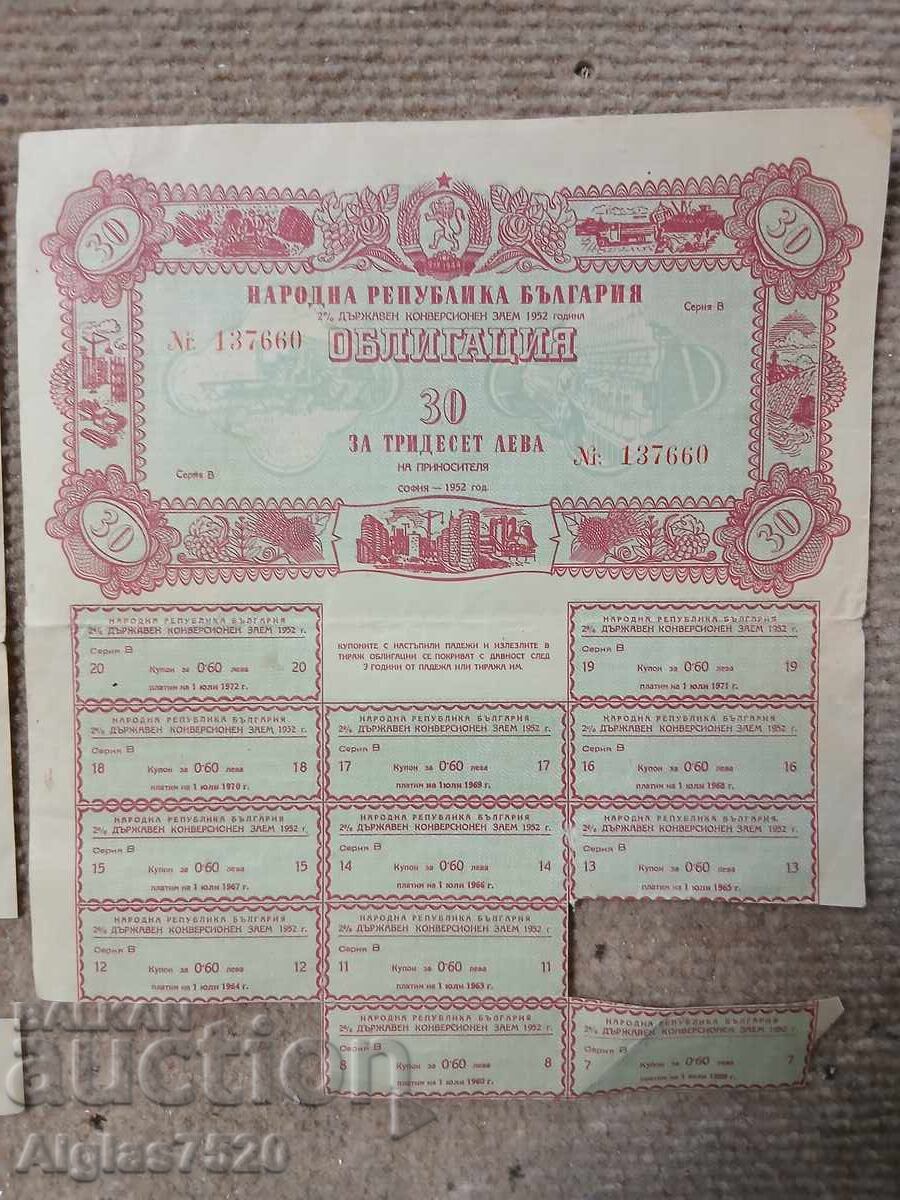 30
30
НАРОДНА РЕПУБЛИКА БЪЛГАРИЯ
2% ДЪРЖАВЕН КОНВЕРСИОНЕН ЗАЕМ 1952 година
Серия В
№ 137660
ОБЛИГАЦИЯ
30
ЗА ТРИДЕСЕТ ЛЕВА
№ 137660
НА ПРИНОСИТЕЛЯ
Серия В
СОФИЯ — 1952 год.
30
30
НАРОДНА РЕПУБЛИКА БЪЛГАРИЯ
2% ДЪРЖАВЕН КОНВЕРСИОНЕН ЗАЕМ 1952 г.
Серия В
20 Купон за 0·60 лева 20
платим на 1 юли 1972 г.
КУПОНИТЕ С НАСТЪПИЛИ ПАДЕЖИ И ИЗЛЕЗЛИТЕ В
ТИРАЖ ОБЛИГАЦИИ СЕ ПОКРИВАТ С ДАВНОСТ СЛЕД
3 ГОДИНИ ОТ ПАДЕЖА ИЛИ ТИРАЖА ИМ.
НАРОДНА РЕПУБЛИКА БЪЛГАРИЯ
2% ДЪРЖАВЕН КОНВЕРСИОНЕН ЗАЕМ 1952 г.
Серия В
19 Купон за 0·60 лева 19
платим на 1 юли 1971 г.
НАРОДНА РЕПУБЛИКА БЪЛГАРИЯ
2% ДЪРЖАВЕН КОНВЕРСИОНЕН ЗАЕМ 1952 г.
Серия В
18 Купон за 0·60 лева 18
платим на 1 юли 1970 г.
НАРОДНА РЕПУБЛИКА БЪЛГАРИЯ
2% ДЪРЖАВЕН КОНВЕРСИОНЕН ЗАЕМ 1952 г.
Серия В
17 Купон за 0·60 лева 17
платим на 1 юли 1969 г.
НАРОДНА РЕПУБЛИКА БЪЛГАРИЯ
2% ДЪРЖАВЕН КОНВЕРСИОНЕН ЗАЕМ 1952 г.
Серия В
16 Купон за 0·60 лева 16
платим на 1 юли 1968 г.
НАРОДНА РЕПУБЛИКА БЪЛГАРИЯ
2% ДЪРЖАВЕН КОНВЕРСИОНЕН ЗАЕМ 1952 г
Серия В
15 Купон за 0·60 лева 15
платим на 1 юли 1967 г.
НАРОДНА РЕПУБЛИКА БЪЛГАРИЯ
2% ДЪРЖАВЕН КОНВЕРСИОНЕН ЗАЕМ 1952 г.
Серия В
14 Купон за 0·60 лева 14
платим на 1 юли 1966 г.
НАРОДНА РЕПУБЛИКА БЪЛГАРИЯ
2% ДЪРЖАВЕН КОНВЕРСИОНЕН ЗАЕМ 1952 г.
Серия В
13 Купон за 0·60 лева 13
платим на 1 юли 1965 г.
НАРОДНА РЕПУБЛИКА БЪЛГАРИЯ
2% ДЪРЖАВЕН КОНВЕРСИОНЕН ЗАЕМ 1952 г
Серия В
12 Купон за 0·60 лева 12
платим на 1 юли 1964 г.
НАРОДНА РЕПУБЛИКА БЪЛГАРИЯ
2% ДЪРЖАВЕН КОНВЕРСИОНЕН ЗАЕМ 1952 г
Серия В
11 Купон за 0·60 лева 11
платим на 1 юли 1963 г.
НАРОДНА РЕПУБЛИКА БЪЛГАРИЯ
2% ДЪРЖАВЕН КОНВЕРСИОНЕН ЗАЕМ 1952 г
Серия В
8 Купон за 0·60 лева 8
платим на 1 юли 1960 г.
НАРОДНА РЕПУБЛИКА БЪЛГАРИЯ
2% ДЪРЖАВЕН КОНВЕРСИОНЕН ЗАЕМ 1952 г
Серия В
7 Купон за 0·60 лева 7
платим на 1 юли
BALKAN
auction
Alglas7520